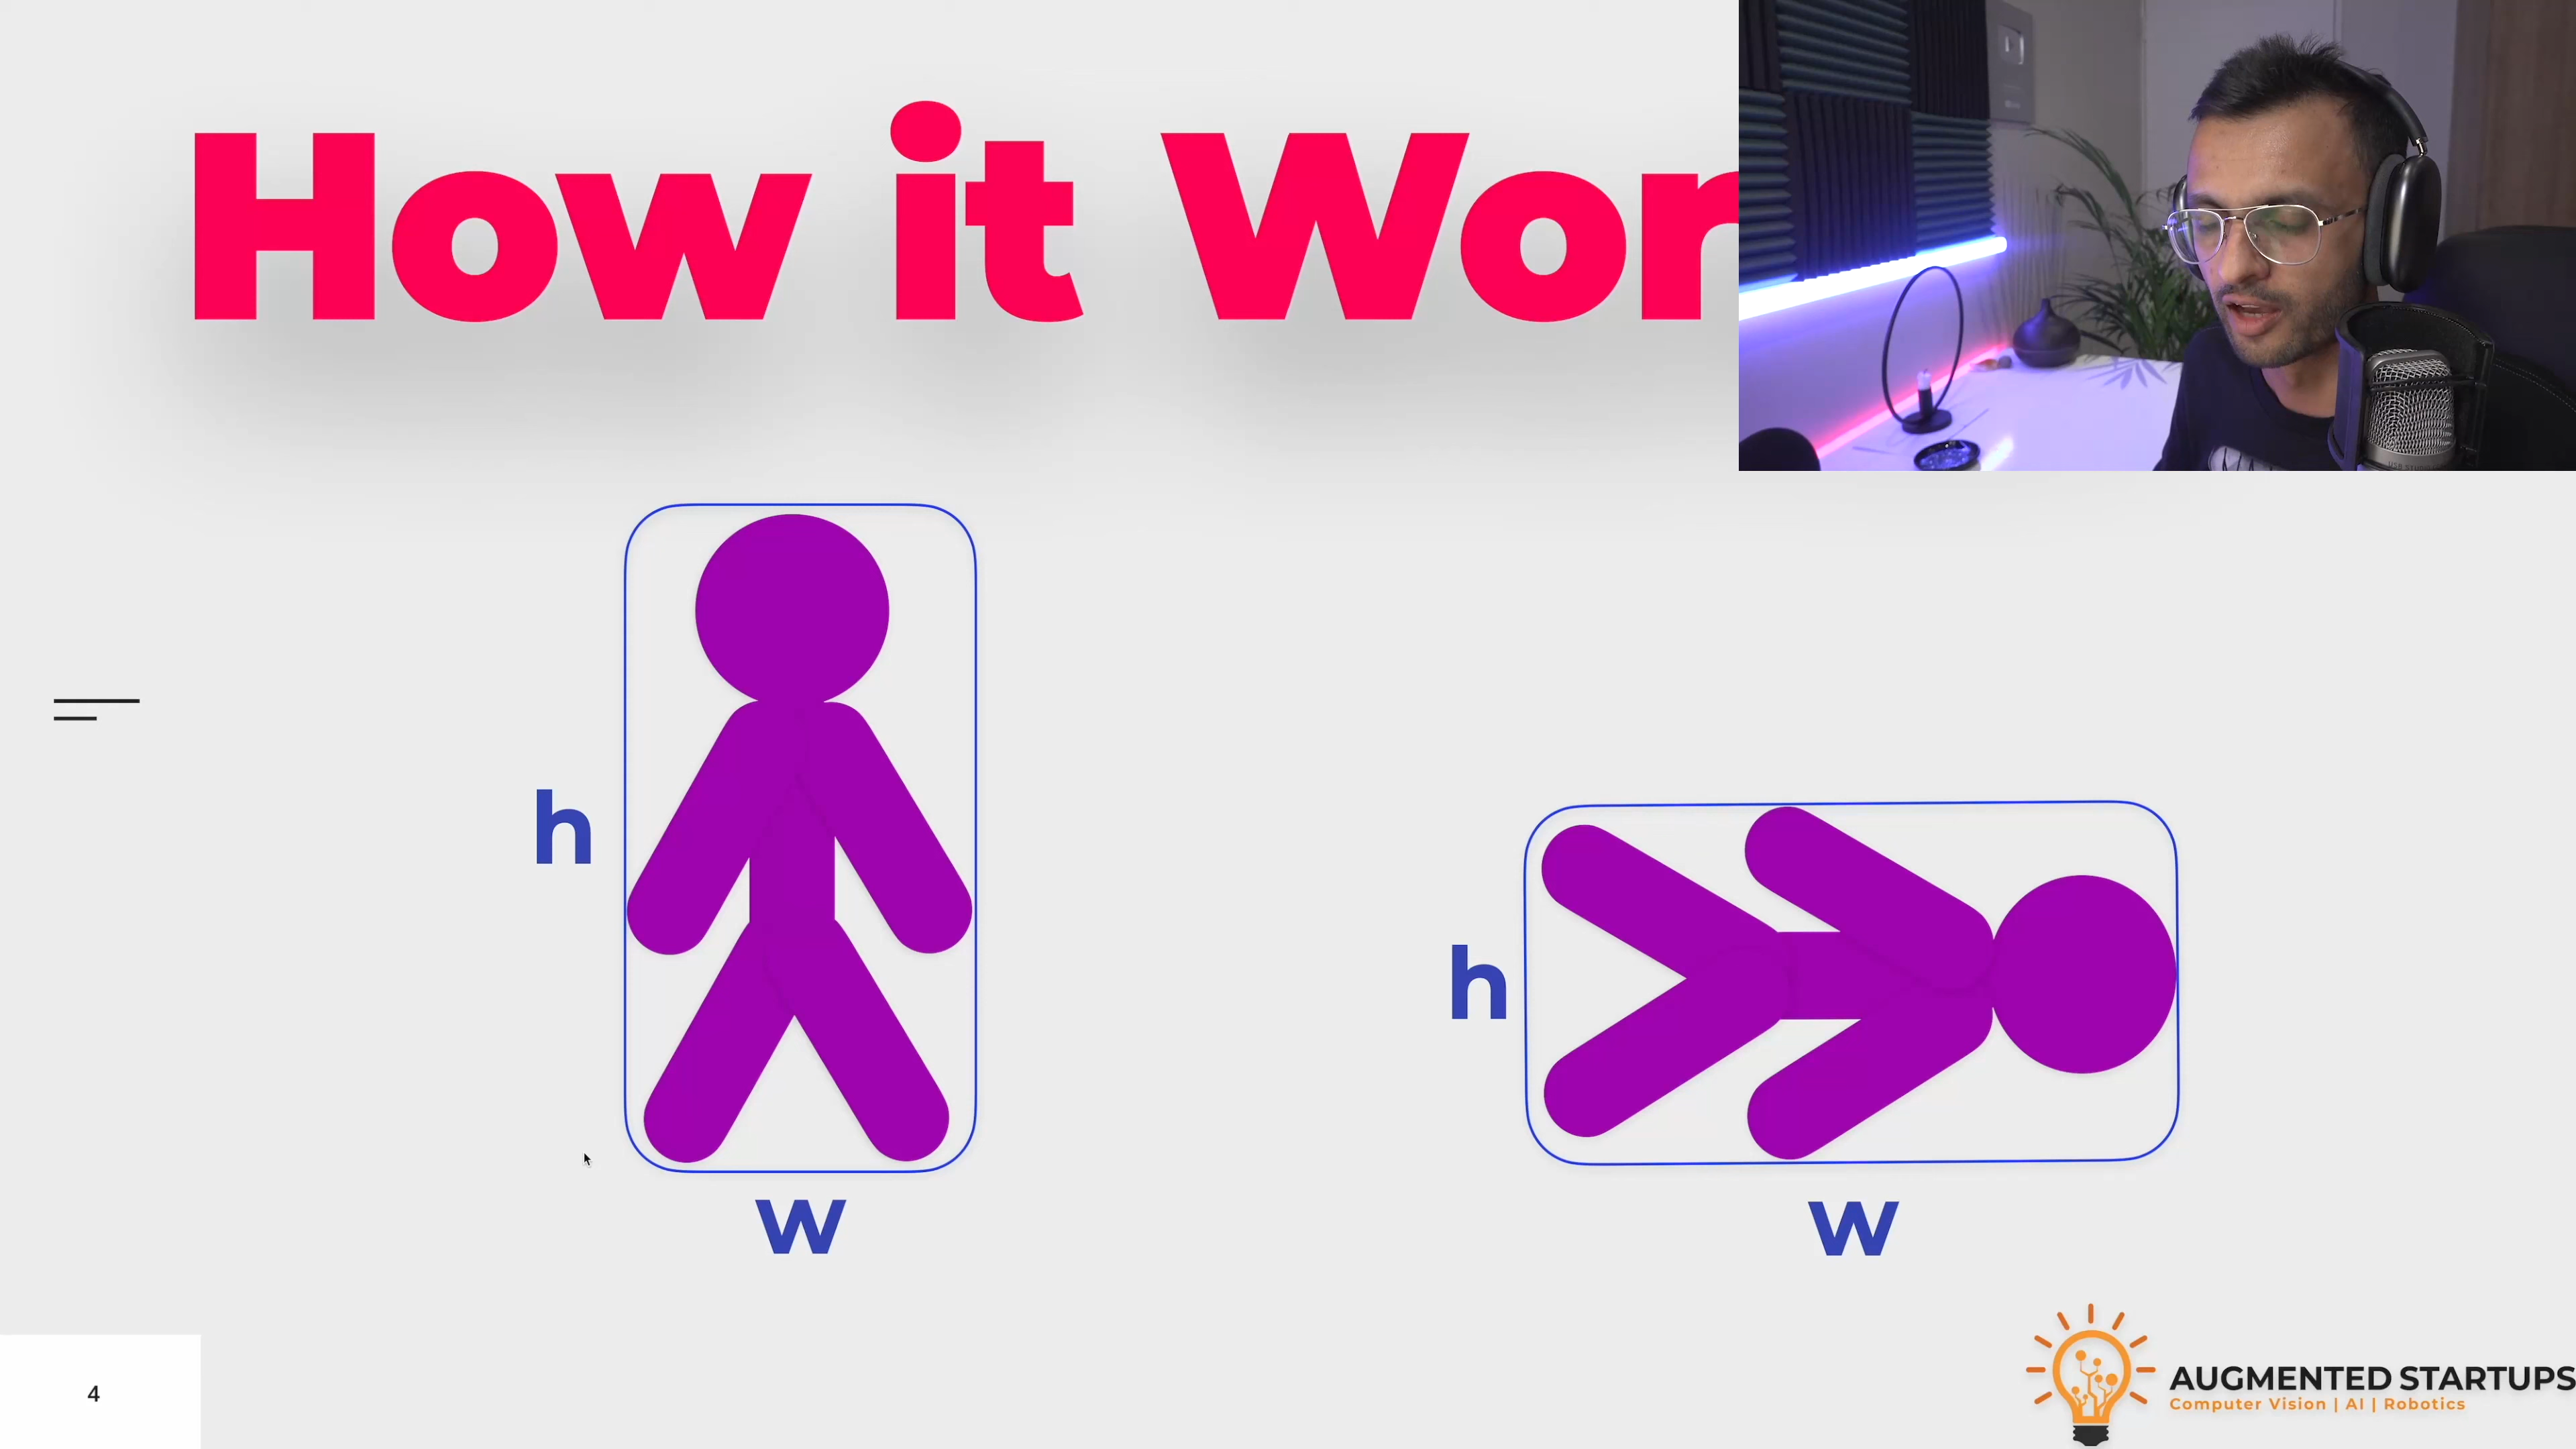 How it Wor
h
w
h
w
4
AUGMENTED STARTUPS
Computer Vision | AI | Robotics